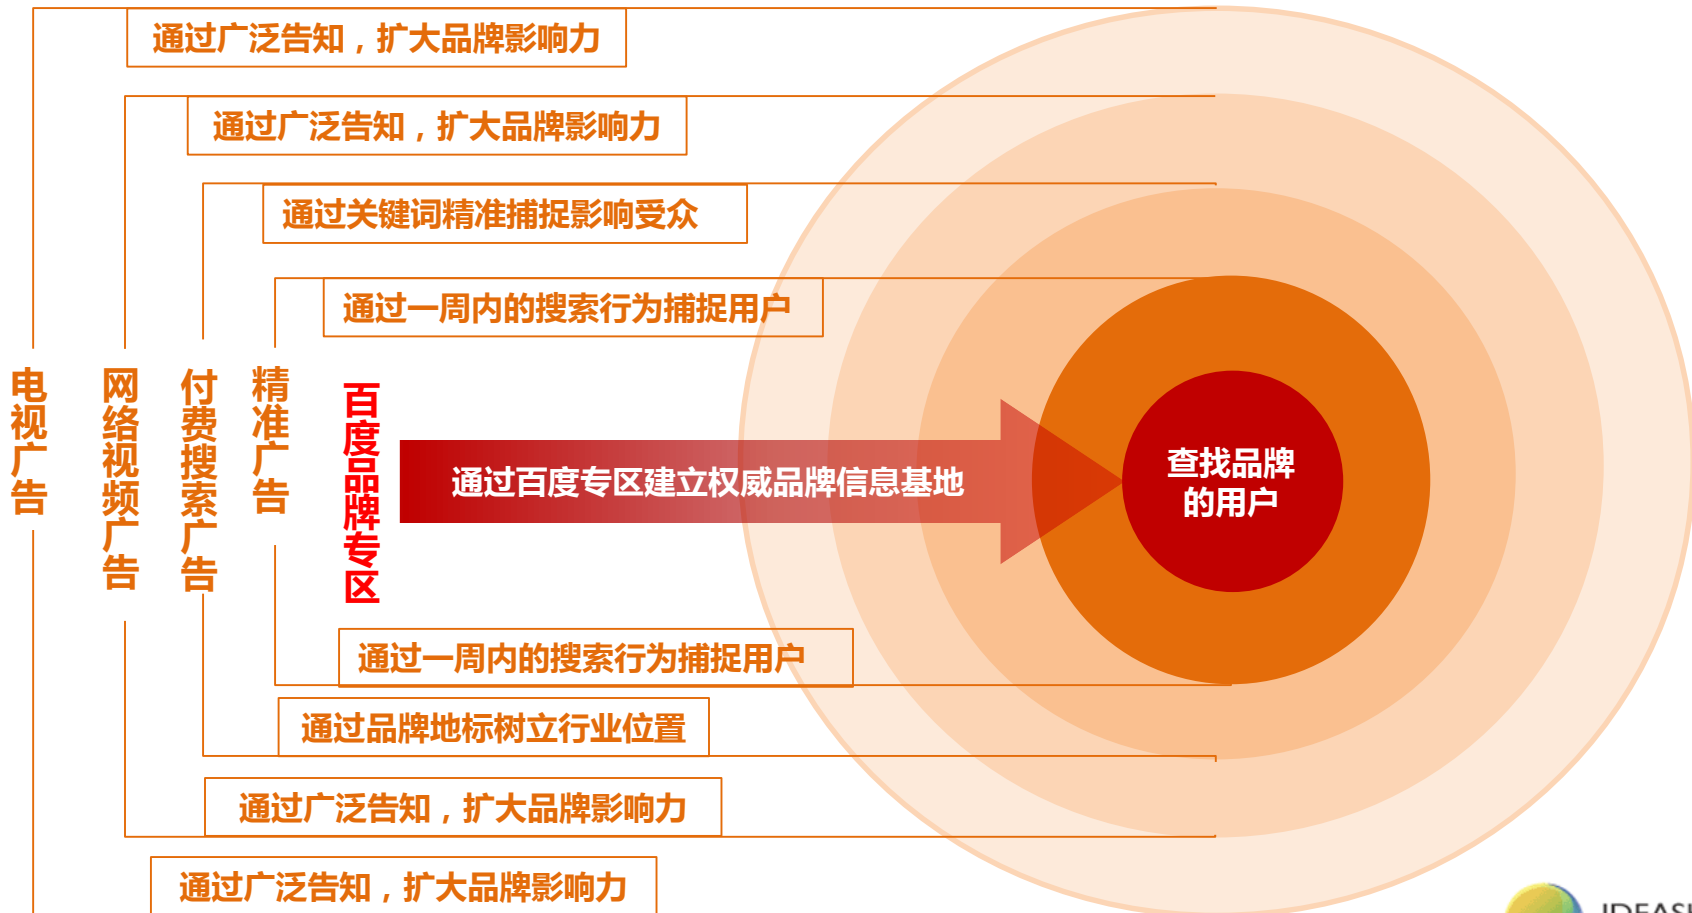 通过广泛告知，扩大品牌影响力
通过广泛告知，扩大品牌影响力
通过关键词精准捕捉影响受众
通过一周内的搜索行为捕捉用户
电视广告
网络视频广告
付费搜索广告
精准广告
百度品牌专区
通过百度专区建立权威品牌信息基地
查找品牌
的用户
通过一周内的搜索行为捕捉用户
通过品牌地标树立行业位置
通过广泛告知，扩大品牌影响力
通过广泛告知，扩大品牌影响力